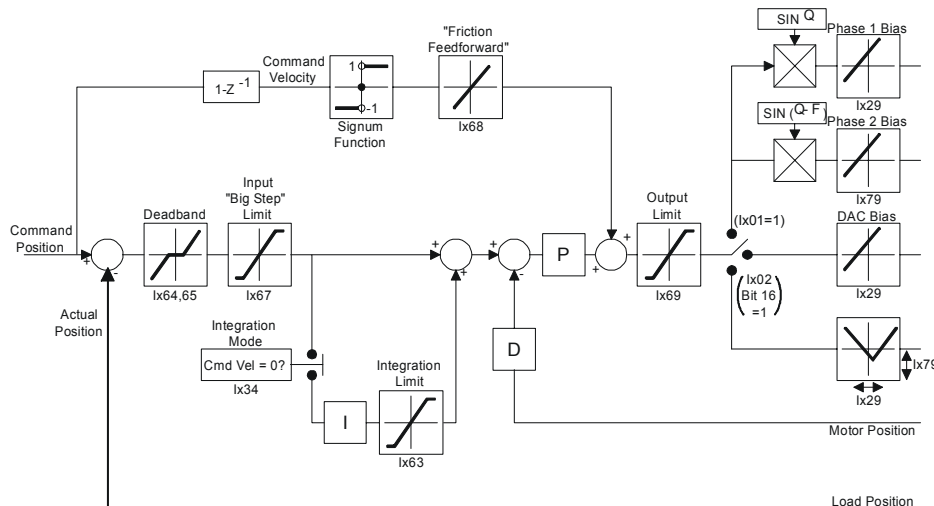 SIN Q
Phase 1 Bias
"Friction
Feedforward"
Command
Velocity
1
1-Z -1
-1
Signum
Function
Ix68
Ix29
SIN (Q- F)
Phase 2 Bias
Ix79
Input
"Big Step"
Limit
Deadband
Output
Limit
(Ix01=1)
DAC Bias
Command
Position
+
-
+
+
+
-
P
+
+
Ix64,65
Ix67
Ix69
Ix29
(Ix02
Bit 16
=1)
Actual
Position
Integration
Mode
Cmd Vel = 0?
Ix34
Integration
Limit
D
I
Ix63
Ix79
Ix29
Motor Position
Load Position